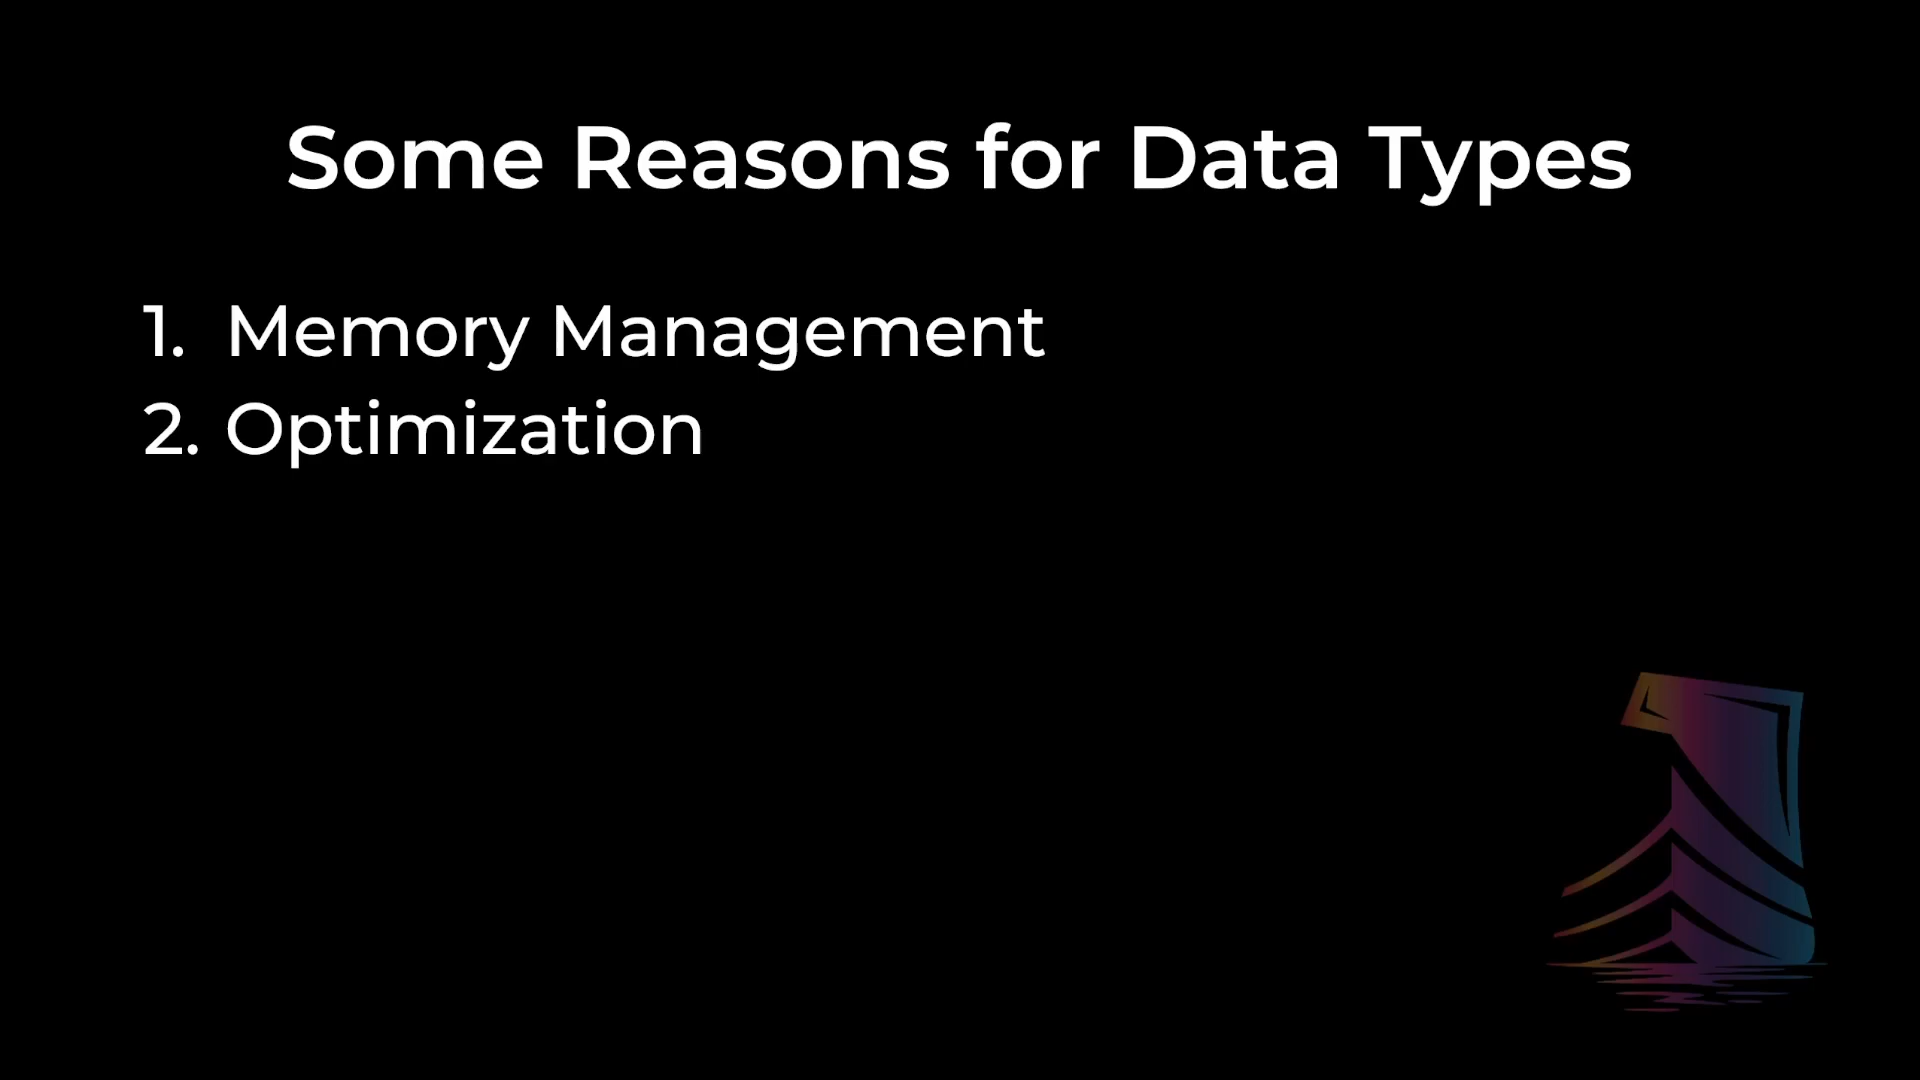 Some Reasons for Data Types
1. Memory Management
2. Optimization